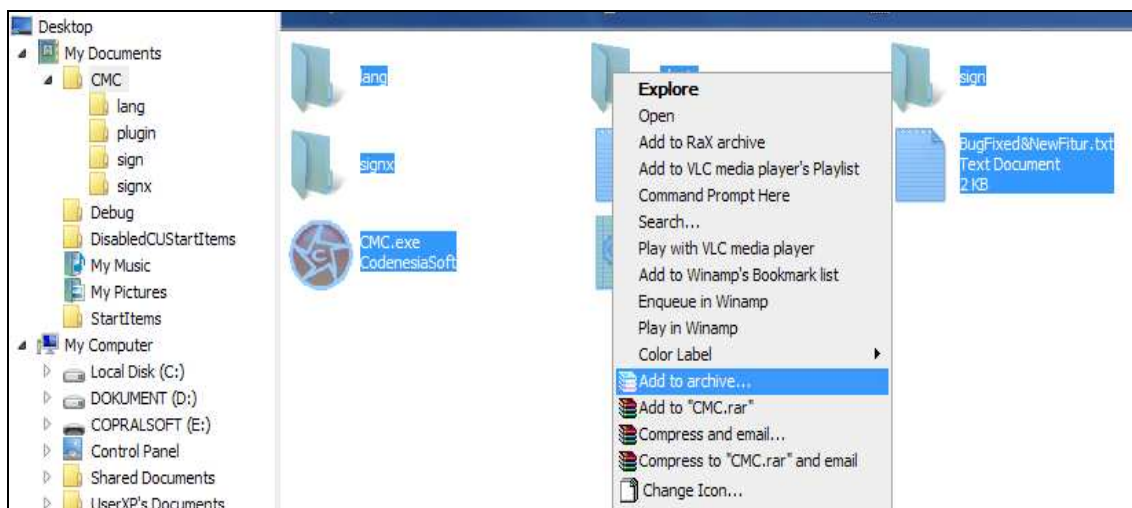 Desktop
My Documents
CMC
lang
plugin
sign
signx
Debug
DisabledCUStartItems
My Music
My Pictures
StartItems
My Computer
Local Disk (C:)
DOKUMENT (D:)
COPRALSOFT (E:)
Control Panel
Shared Documents
UserXP's Documents
lang
sign
signx
BugFixed&NewFitur.txt
Text Document
2 KB
CMC.exe
CodenesiaSoft
Explore
Open
Add to RaX archive
Add to VLC media player's Playlist
Command Prompt Here
Search...
Play with VLC media player
Add to Winamp's Bookmark list
Enqueue in Winamp
Play in Winamp
Color Label
Add to archive...
Add to "CMC.rar"
Compress and email...
Compress to "CMC.rar" and email
Change Icon...